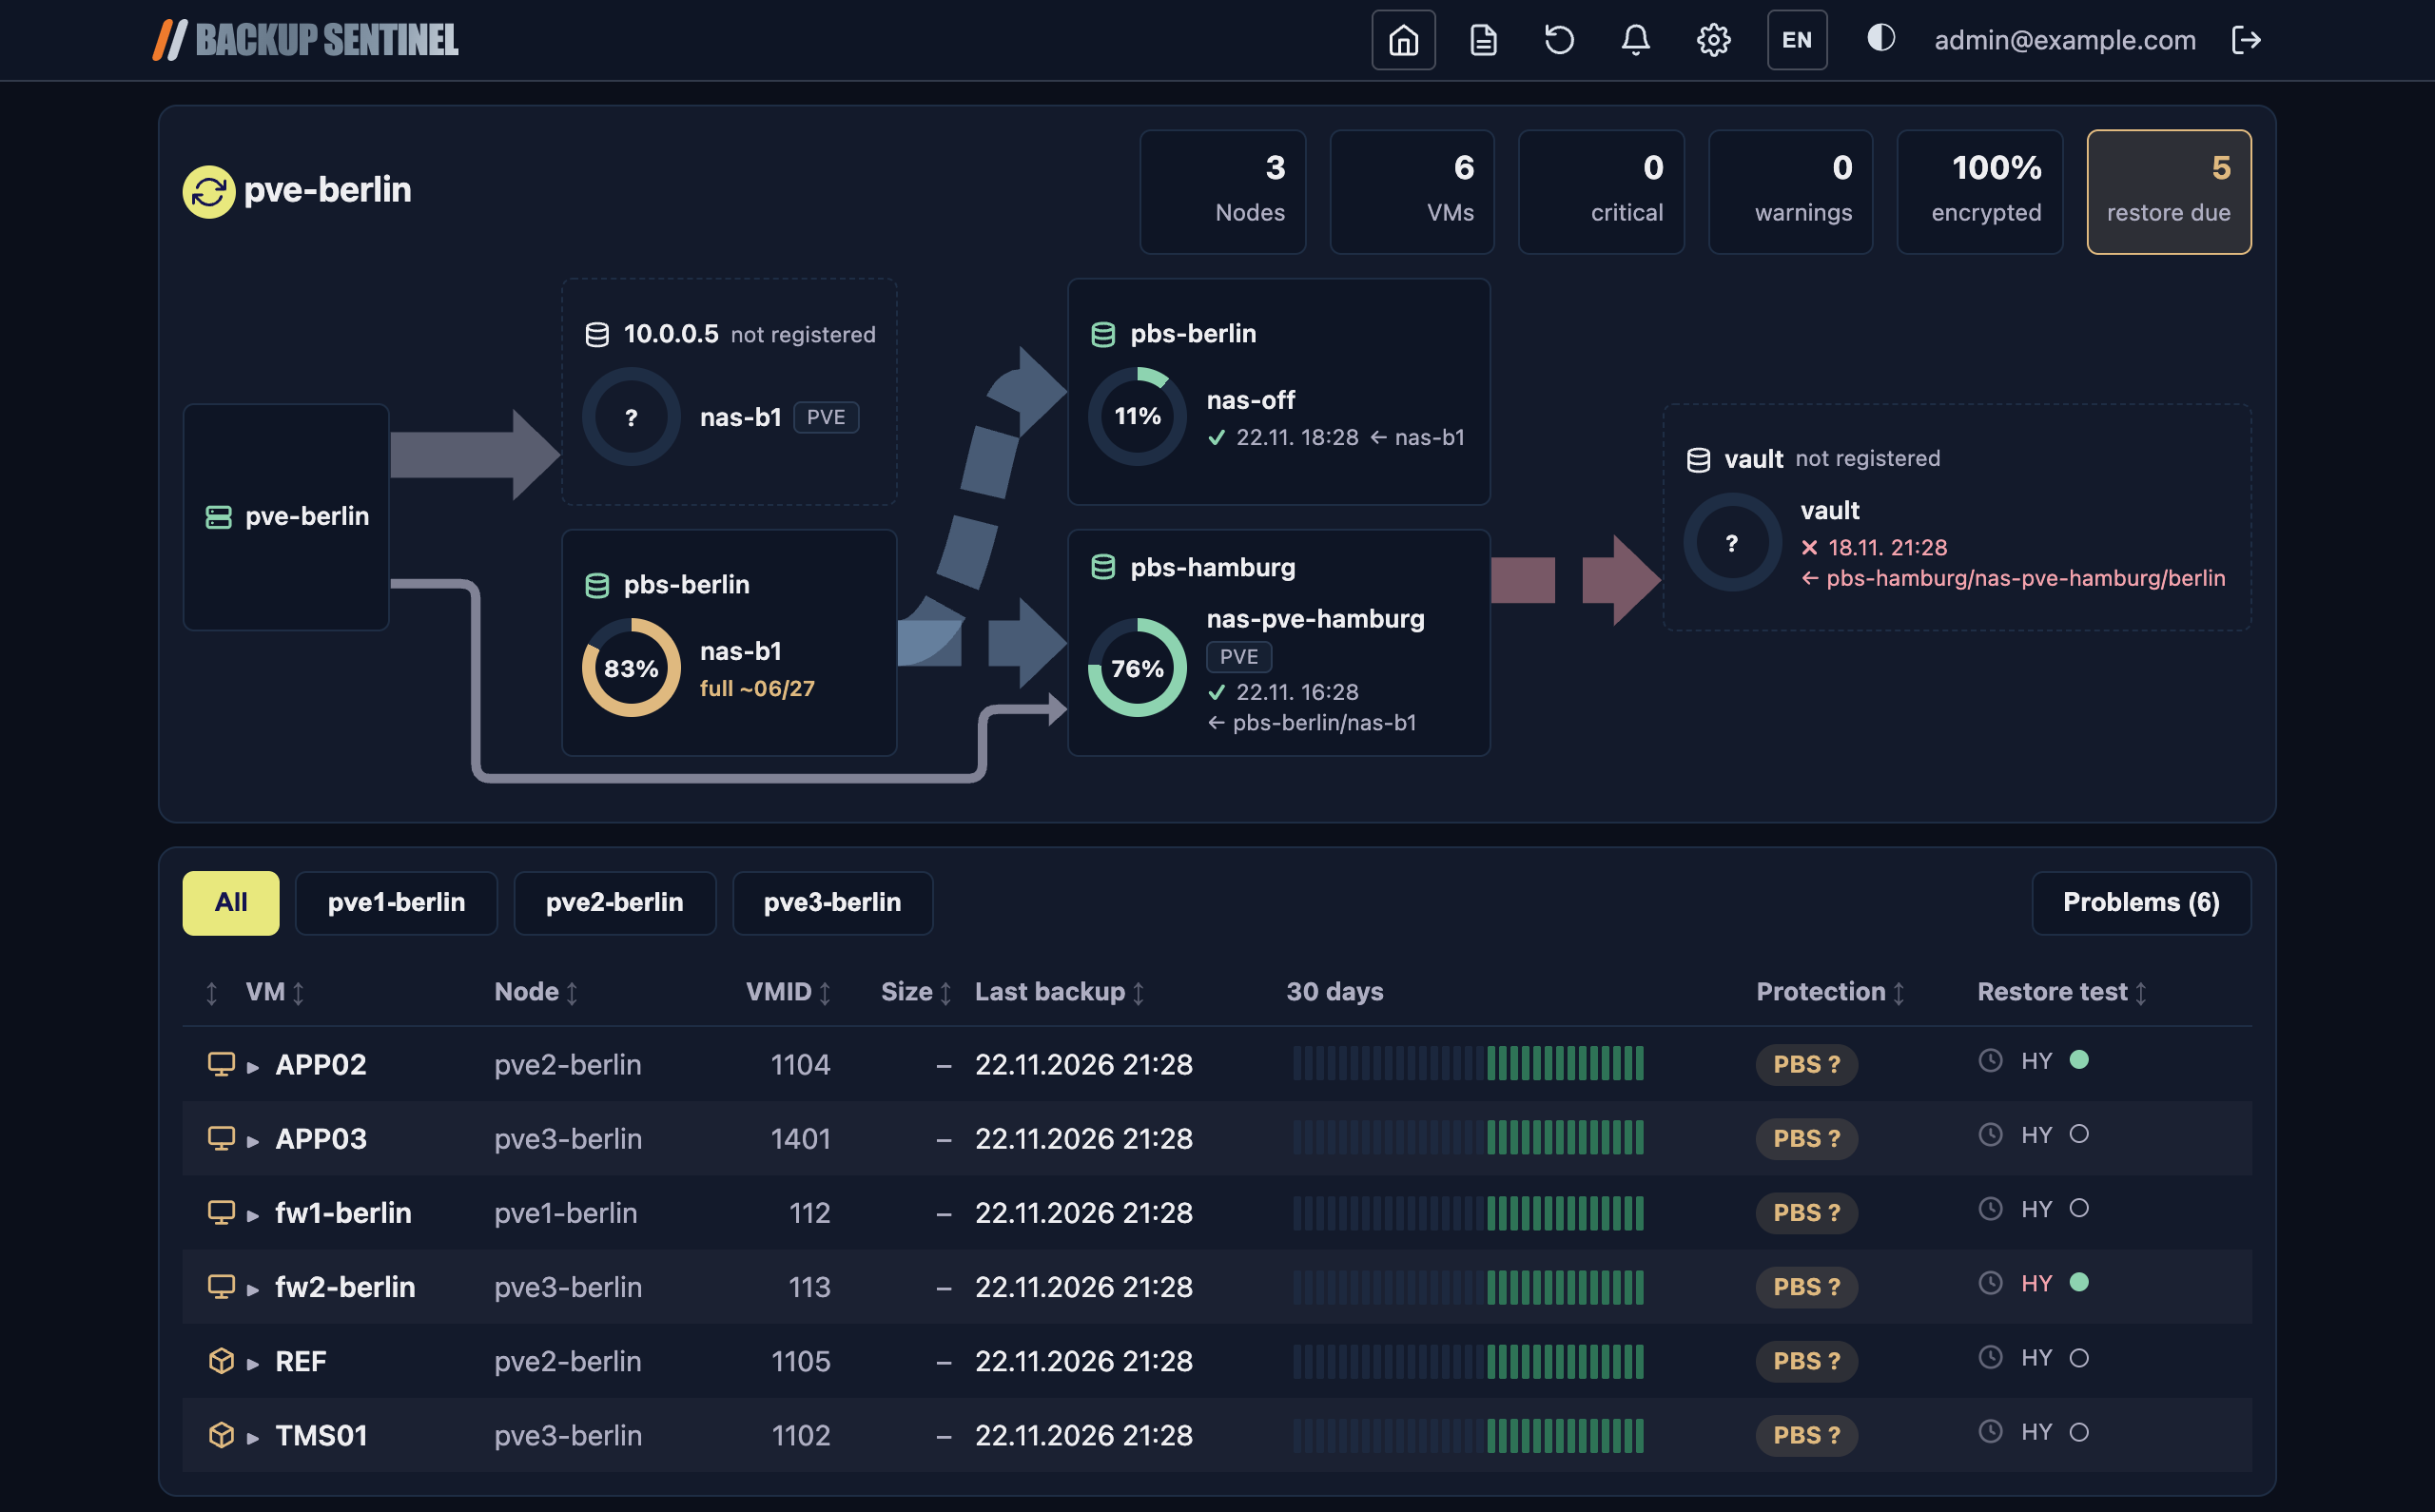 BACKUP SENTINEL
EN
admin@example.com
pve-berlin
3
Nodes
6
VMs
0
critical
0
warnings
100%
encrypted
5
restore due
pve-berlin
10.0.0.5 not registered
?
nas-b1 PVE
pbs-berlin
83%
nas-b1
full ~06/27
pbs-berlin
11%
nas-off
✓ 22.11. 18:28 ← nas-b1
pbs-hamburg
76%
nas-pve-hamburg
PVE
✓ 22.11. 16:28
← pbs-berlin/nas-b1
vault not registered
?
vault
✕ 18.11. 21:28
← pbs-hamburg/nas-pve-hamburg/berlin
All pve1-berlin pve2-berlin pve3-berlin Problems (6)
VM Node VMID Size Last backup 30 days Protection Restore test
APP02 pve2-berlin 1104 – 22.11.2026 21:28 PBS ? HY
APP03 pve3-berlin 1401 – 22.11.2026 21:28 PBS ? HY
fw1-berlin pve1-berlin 112 – 22.11.2026 21:28 PBS ? HY
fw2-berlin pve3-berlin 113 – 22.11.2026 21:28 PBS ? HY
REF pve2-berlin 1105 – 22.11.2026 21:28 PBS ? HY
TMS01 pve3-berlin 1102 – 22.11.2026 21:28 PBS ? HY